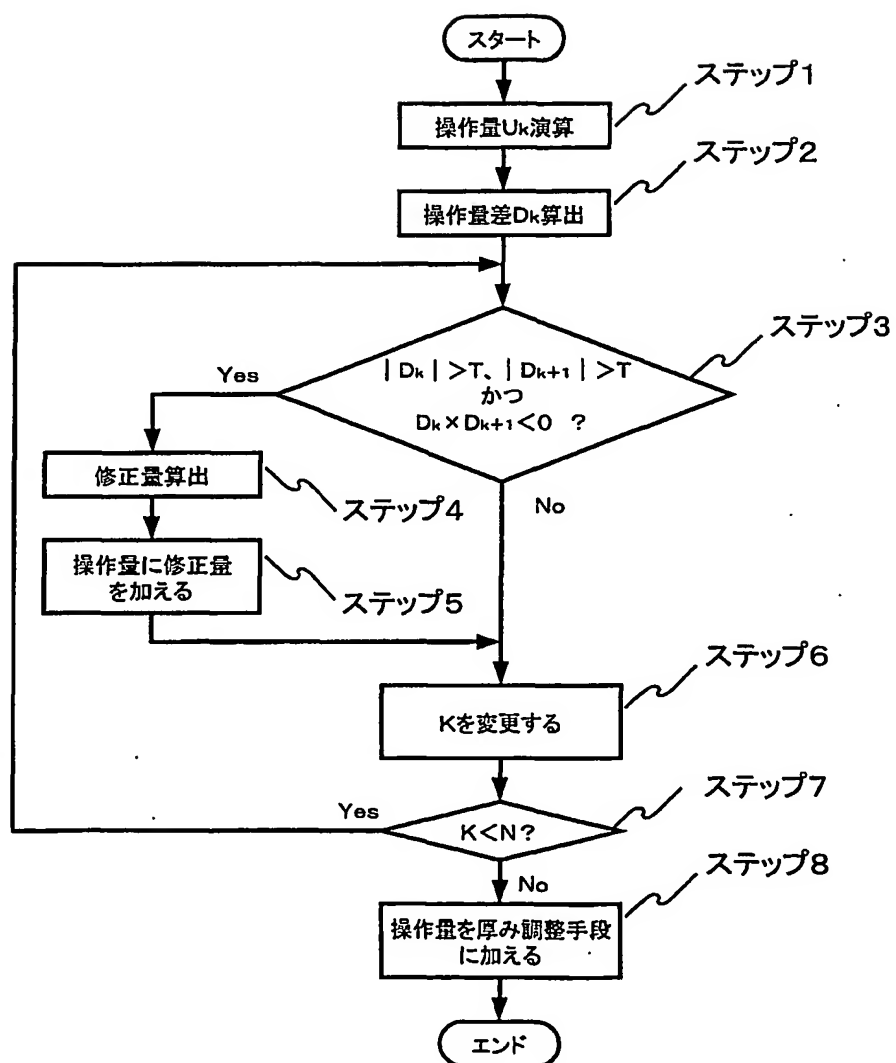 スタート
ステップ1
操作量Uk演算
ステップ2
操作量差Dk算出
ステップ3
|Dk|>T、|Dk+1|>T
かつ
Dk×Dk+1<0 ?
Yes
No
修正量算出
ステップ4
操作量に修正量
を加える
ステップ5
ステップ6
Kを変更する
ステップ7
K<N?
Yes
No
ステップ8
操作量を厚み調整手段
に加える
エンド